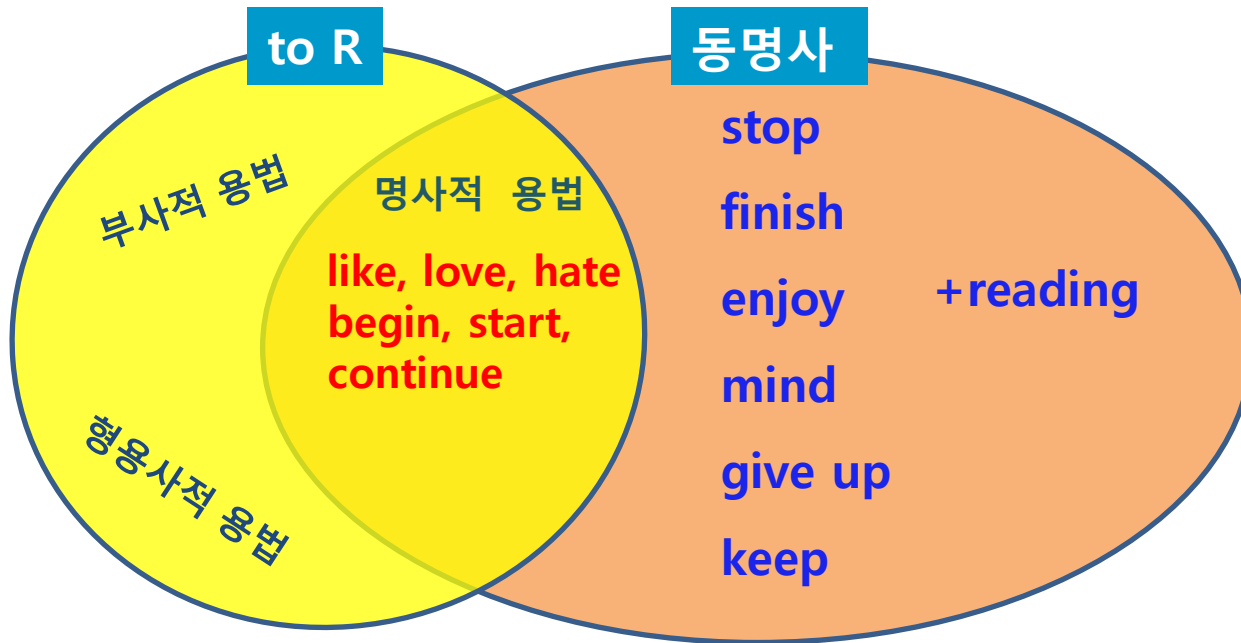 to R
동명사
부사적 용법
형용사적 용법
명사적 용법
like, love, hate
begin, start,
continue
stop
finish
enjoy
mind
give up
keep
+reading